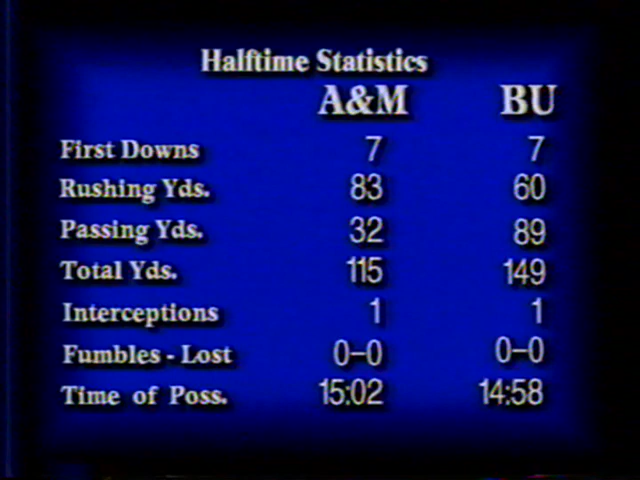 Halftime Statistics
A&M BU
First Downs 7 7
Rushing Yds. 83 60
Passing Yds. 32 89
Total Yds. 115 149
Interceptions 1 1
Fumbles - Lost 0-0 0-0
Time of Poss. 15:02 14:58